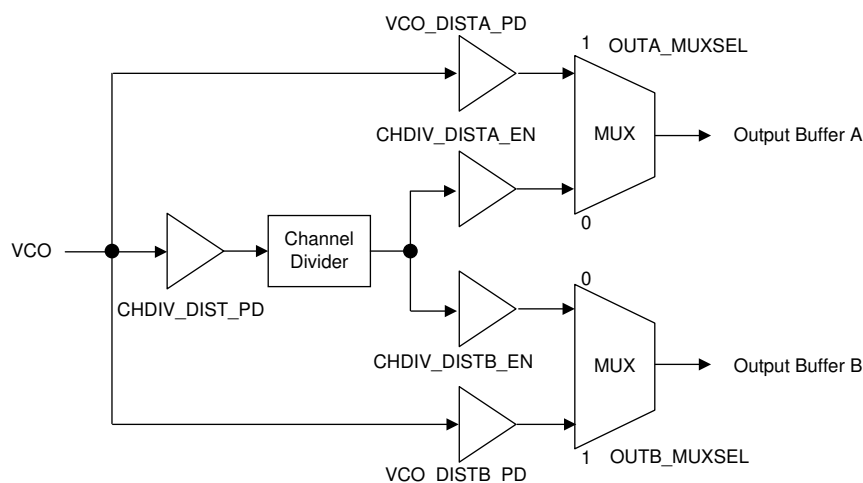 VCO_DISTA_PD
1 OUTA_MUXSEL
CHDIV_DISTA_EN
MUX
Output Buffer A
0
VCO
Channel
Divider
CHDIV_DIST_PD
0
CHDIV_DISTB_EN
MUX
Output Buffer B
VCO_DISTB_PD
1 OUTB_MUXSEL